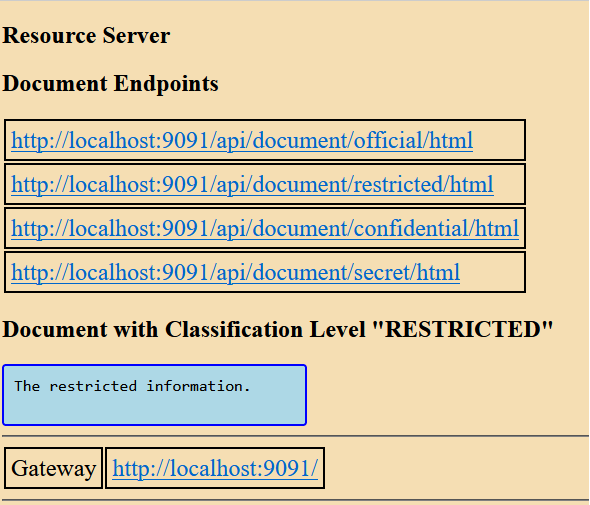 Resource Server
Document Endpoints
http://localhost:9091/api/document/official/html
http://localhost:9091/api/document/restricted/html
http://localhost:9091/api/document/confidential/html
http://localhost:9091/api/document/secret/html
Document with Classification Level "RESTRICTED"
The restricted information.
Gateway http://localhost:9091/